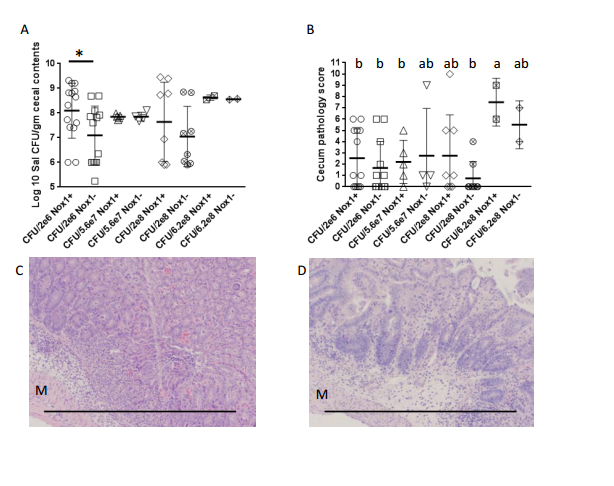 A
B
*
Log 10 Sal CFU/gm cecal contents
10
9
8
7
6
5
CFU/2e6 Nox1+
CFU/2e6 Nox1-
CFU/5.6e7 Nox1+
CFU/5.6e7 Nox1-
CFU/2e8 Nox1+
CFU/2e8 Nox1-
CFU/6.2e8 Nox1+
CFU/6.2e8 Nox1-
Cecum pathology score
11
10
9
8
7
6
5
4
3
2
1
0
b b b ab ab b a ab
CFU/2e6 Nox1+
CFU/2e6 Nox1-
CFU/5.6e7 Nox1+
CFU/5.6e7 Nox1-
CFU/2e8 Nox1+
CFU/2e8 Nox1-
CFU/6.2e8 Nox1+
CFU/6.2e8 Nox1-
C
D
M
M